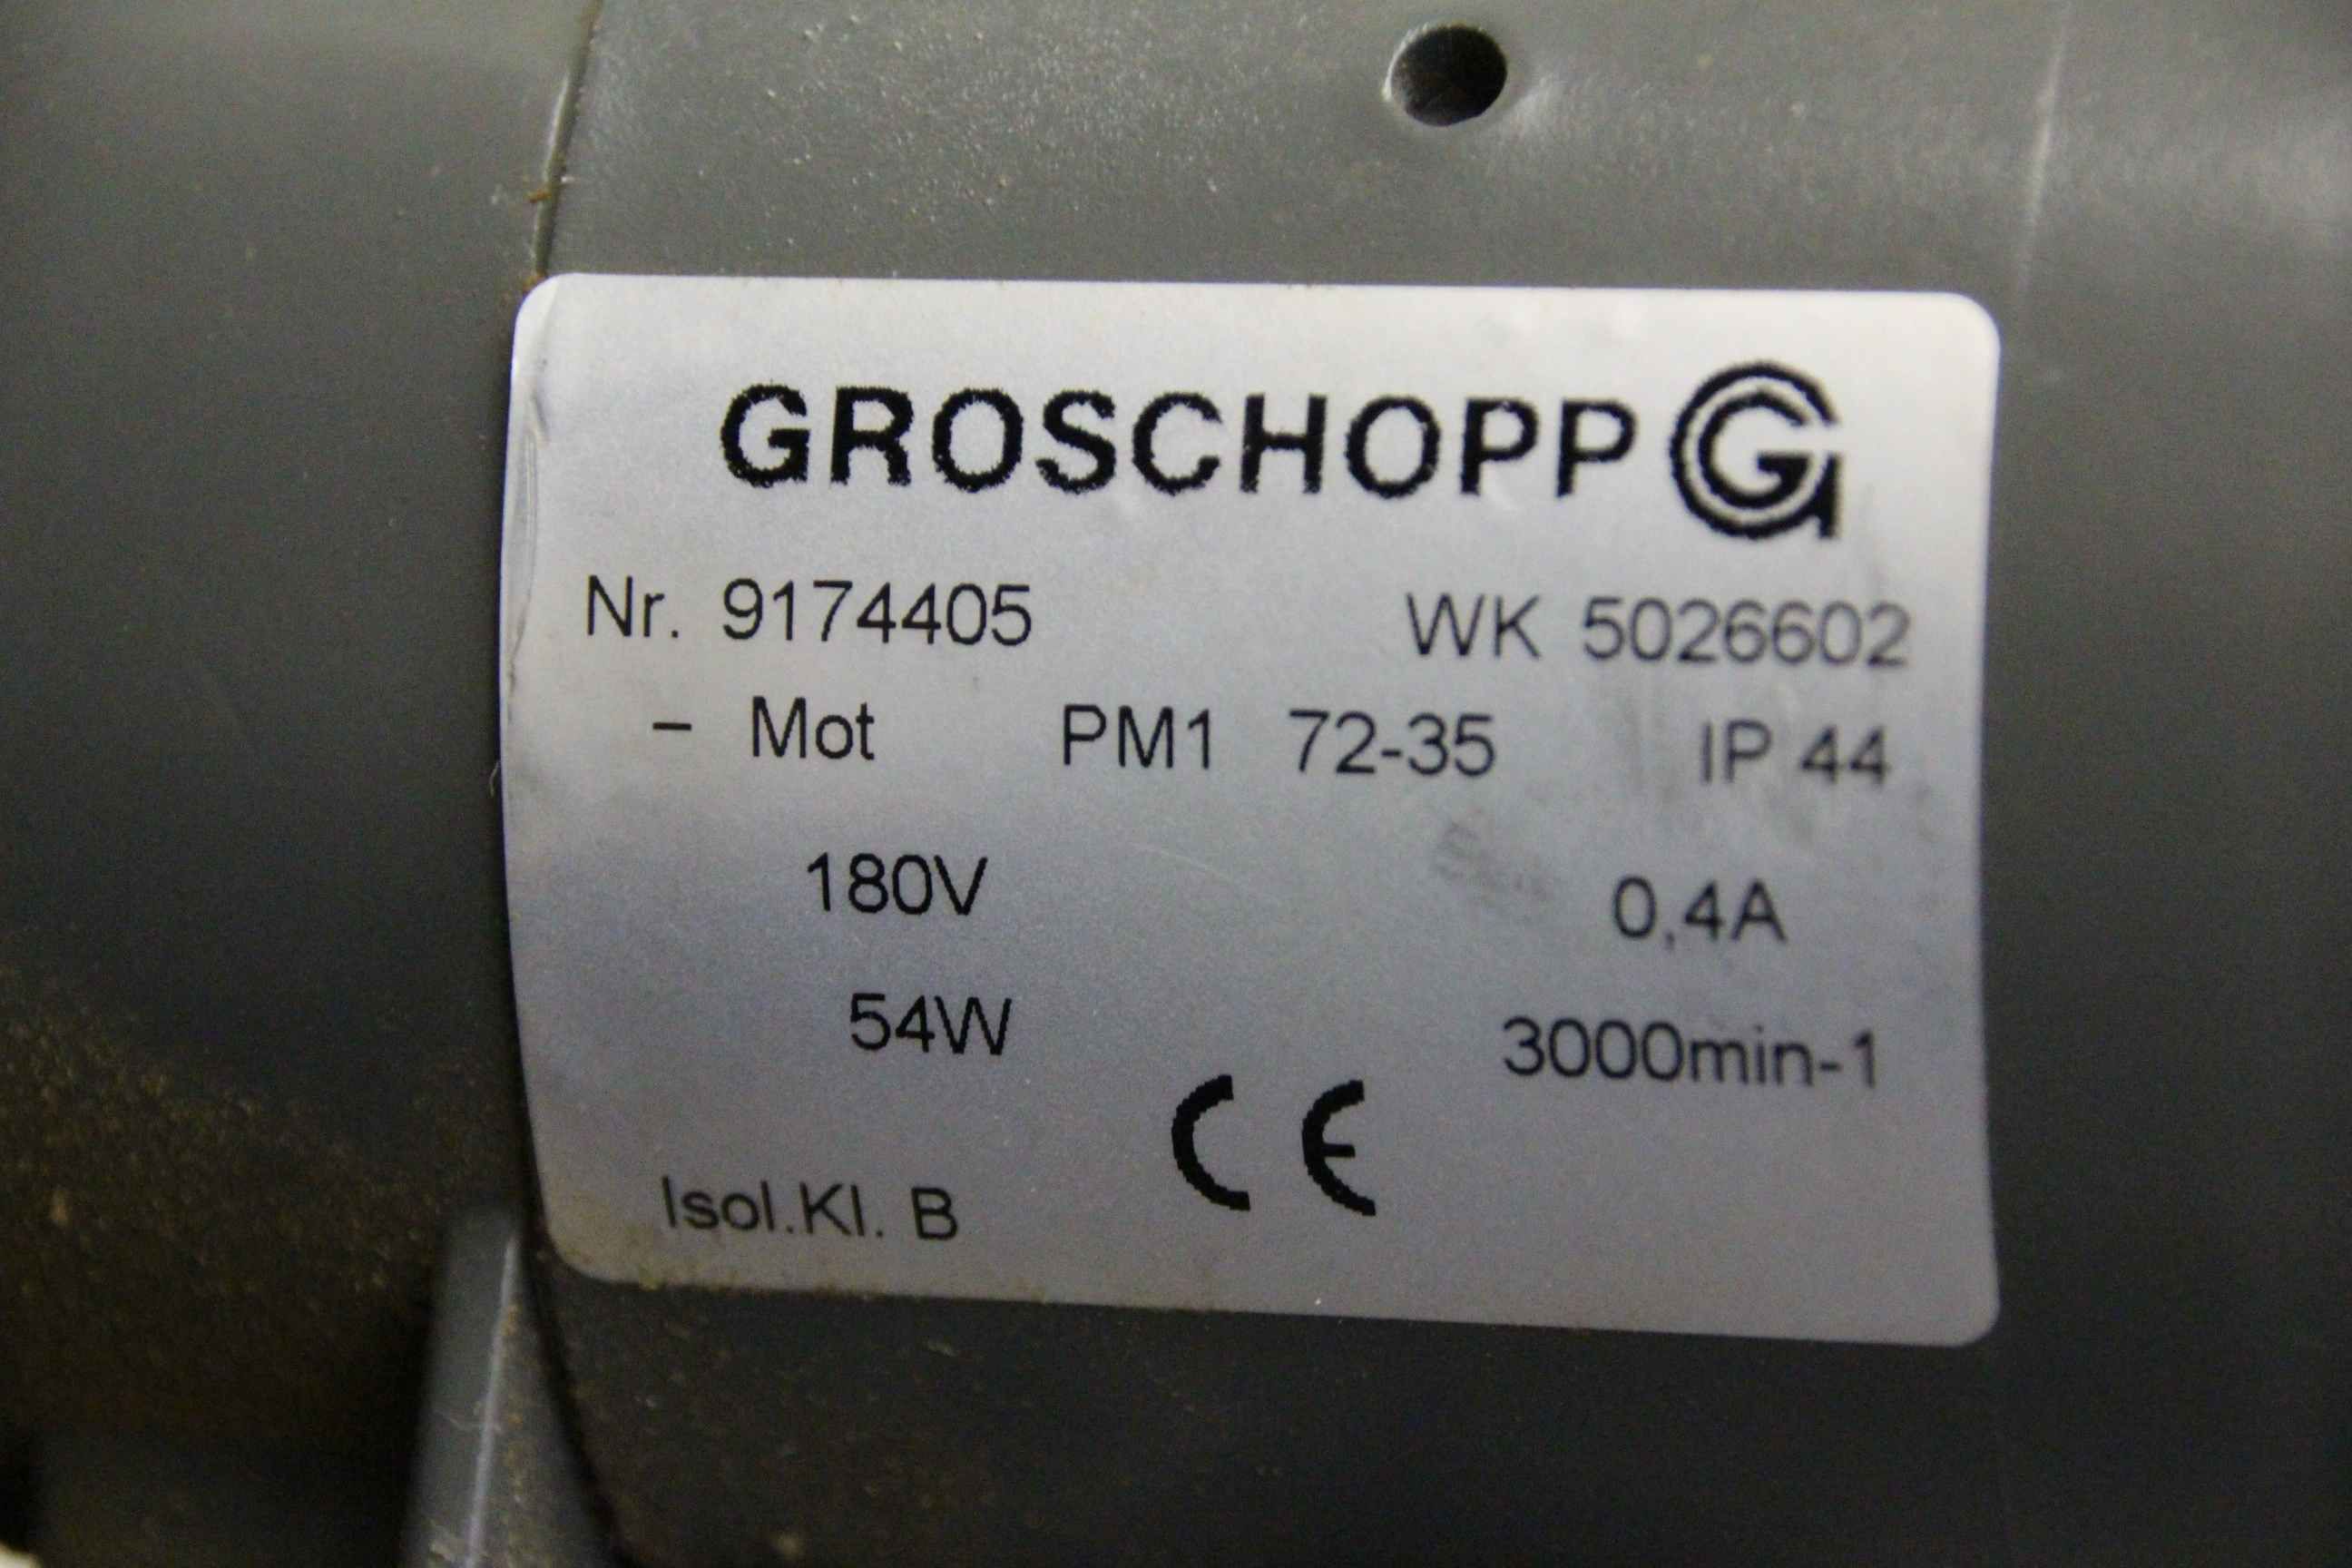 GROSCHOPP G
Nr. 9174405 WK 5026602
– Mot PM1 72-35 IP 44
180V 0,4A
54W 3000min-1
CE
Isol.Kl. B